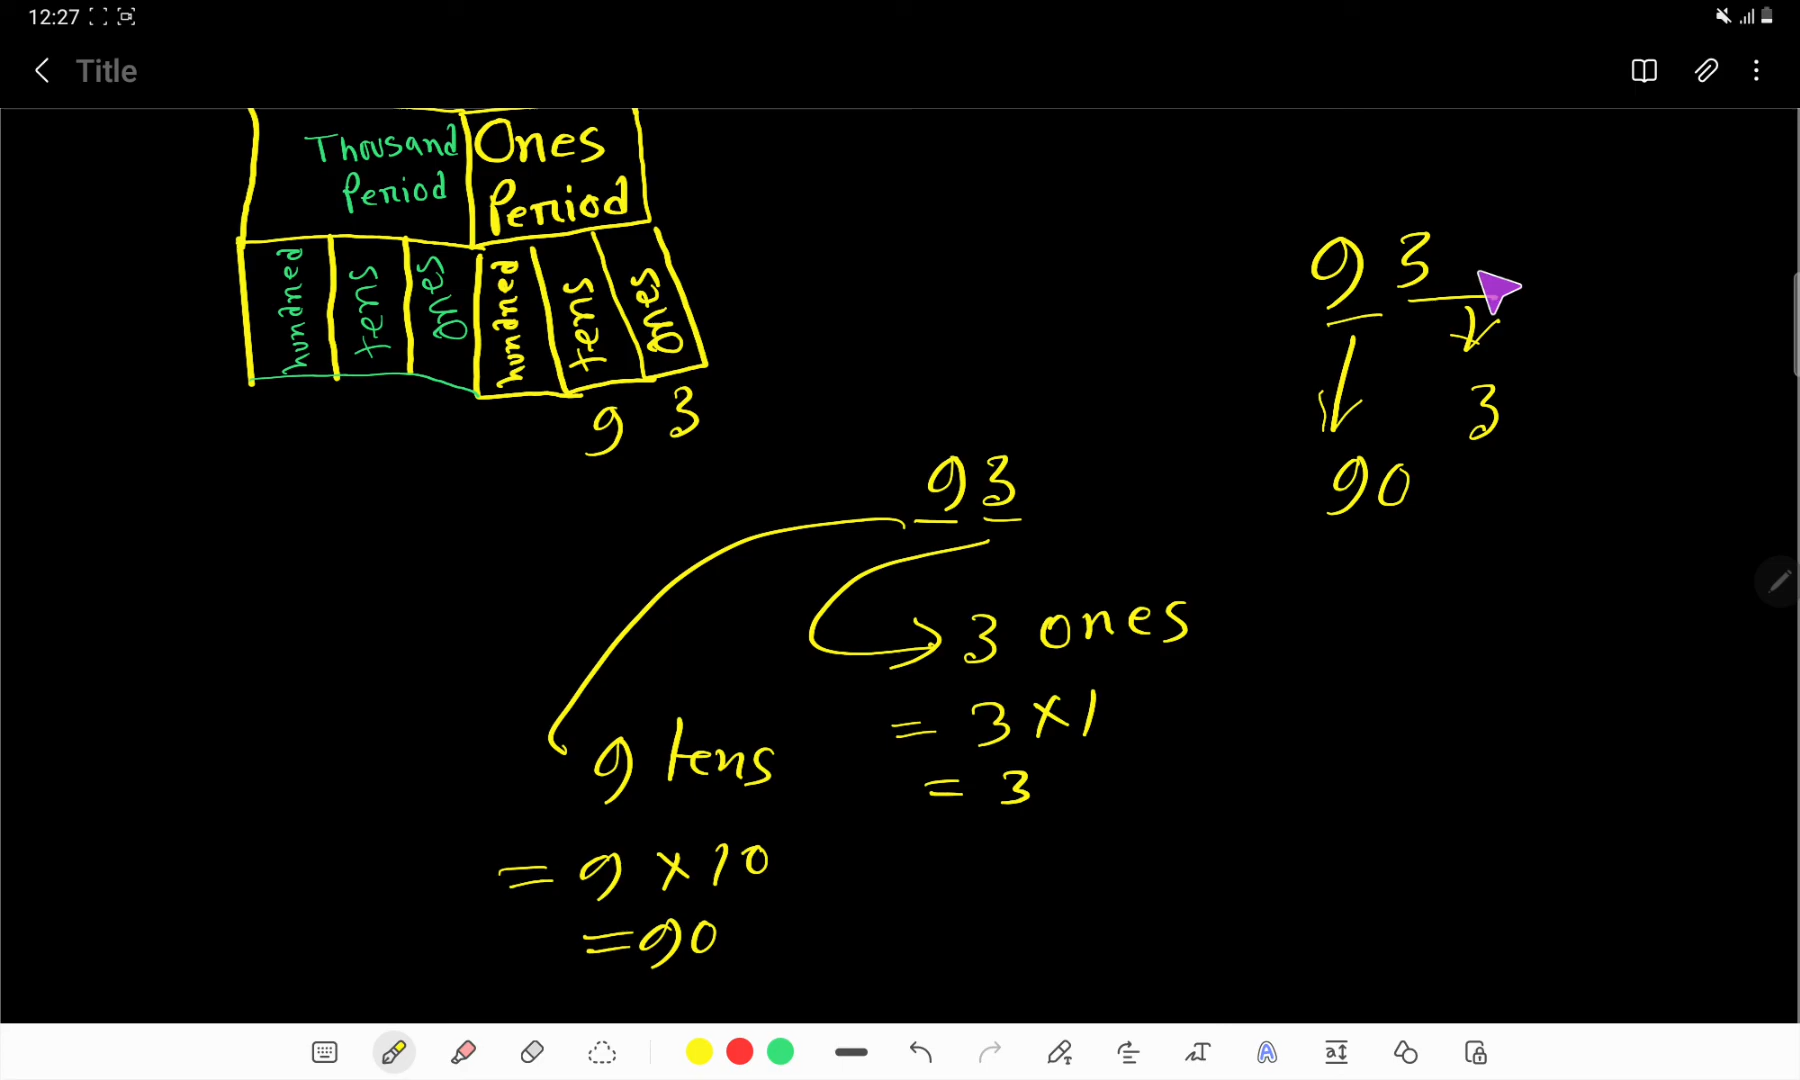 12:27
Title
Thousand Period
Ones Period
hundred tens Ones hundred tens Ones
9 3
9 3
3
90
93
3 ones
= 3 × 1
= 3
9 tens
= 9 × 10
= 90